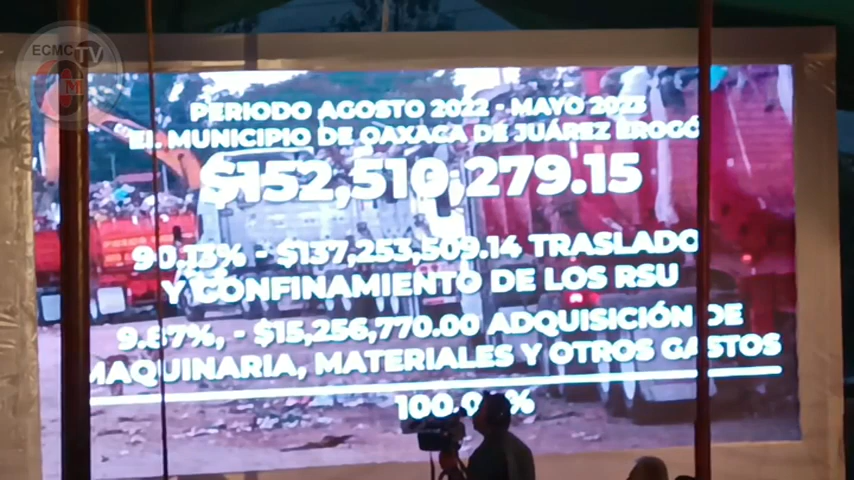 ECMC TV
M
PERIODO AGOSTO 2022 - MAYO 2023
EL MUNICIPIO DE OAXACA DE JUÁREZ EROGÓ
$152,510,279.15
90.13% - $137,253,509.14 TRASLADO
Y CONFINAMIENTO DE LOS RSU
9.87%, - $15,256,770.00 ADQUISICIÓN DE
MAQUINARIA, MATERIALES Y OTROS GASTOS
100.00%